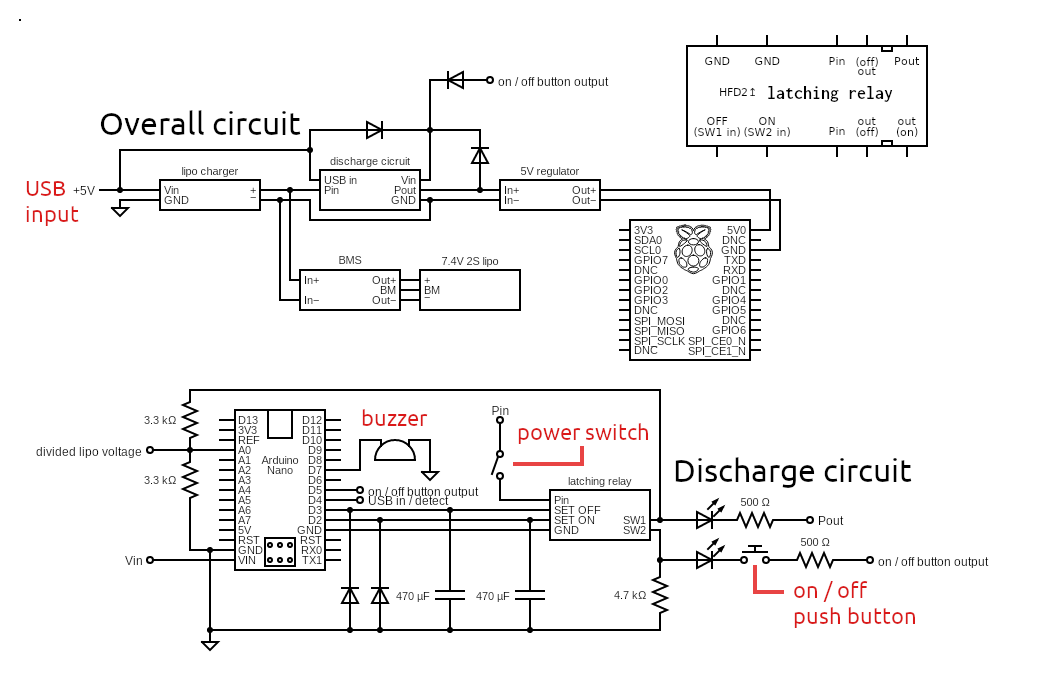 GND GND Pin (off) Pout
out
HFD2↥ latching relay
OFF ON Pin out out
(SW1 in) (SW2 in) (off) (on)
on / off button output
Overall circuit
discharge cicruit
lipo charger
5V regulator
USB +5V
input
Vin +
GND −
USB in Vin
Pin Pout
GND
In+ Out+
In− Out−
BMS
7.4V 2S lipo
In+ Out+
BM
In− Out−
+
BM
−
3V3 5V0
SDA0 DNC
SCL0 GND
GPIO7 TXD
DNC RXD
GPIO0 GPIO1
GPIO2 DNC
GPIO3 GPIO4
DNC GPIO5
SPI_MOSI DNC
SPI_MISO GPIO6
SPI_SCLK SPI_CE0_N
DNC SPI_CE1_N
3.3 kΩ
divided lipo voltage
3.3 kΩ
Vin
D13 D12
3V3 D11
REF D10
A0 D9
A1 D8
A2 D7
A3 D6
A4 D5
A5 D4
A6 D3
A7 D2
5V GND
RST RST
GND RX0
VIN TX1
Arduino
Nano
buzzer
on / off button output
USB in / detect
Pin
power switch
Discharge circuit
latching relay
Pin
SET OFF
SET ON SW1
GND SW2
500 Ω
Pout
500 Ω
on / off button output
470 µF 470 µF 4.7 kΩ
on / off
push button